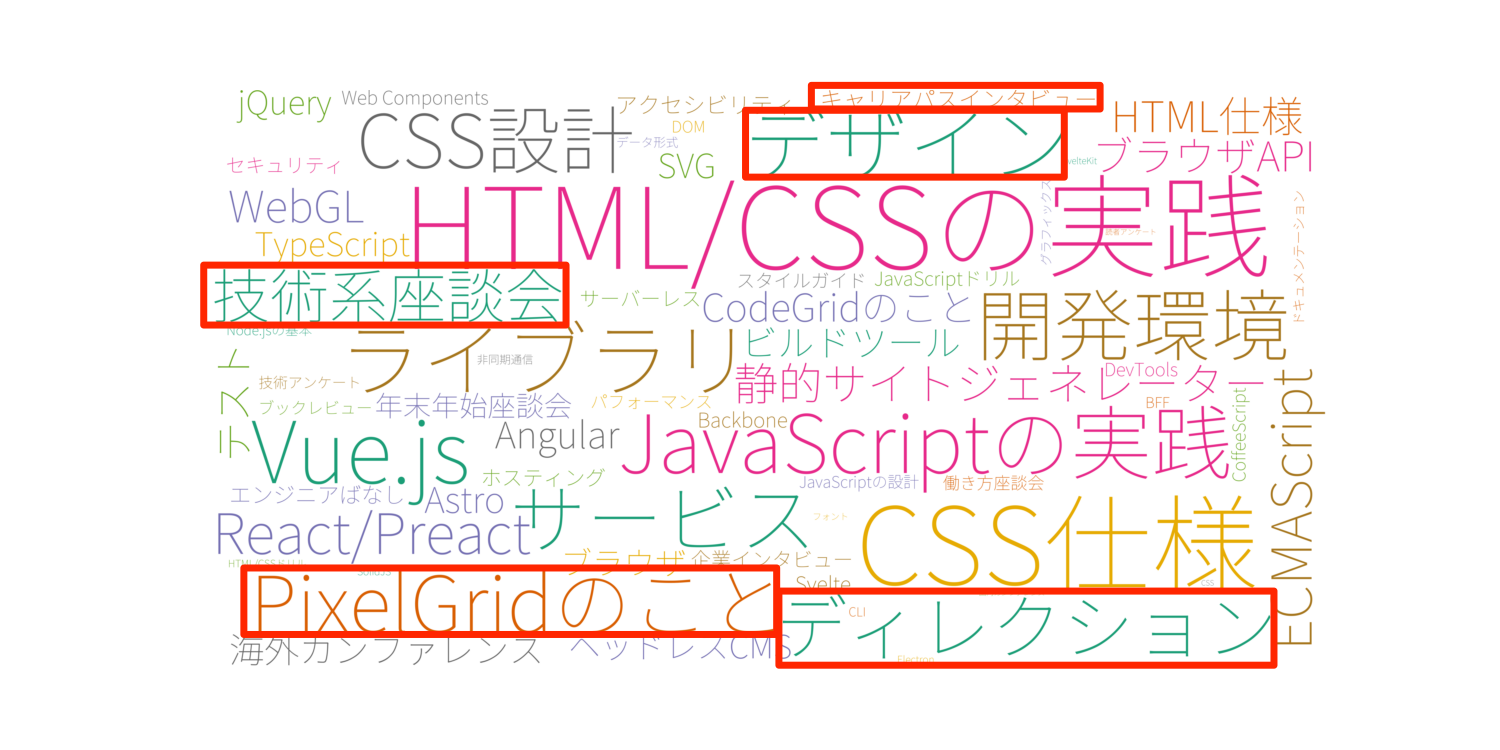 jQuery
Web Components
アクセシビリティ
キャリアパスインタビュー
HTML仕様
CSS設計
DOM
データ形式
デザイン
セキュリティ
SVG
velteKit
ブラウザAPI
WebGL
HTML/CSSの実践
グラフィックス
読者アンケート
ドキュメンテーション
TypeScript
技術系座談会
サーバーレス
スタイルガイド
JavaScriptドリル
CodeGridのこと
開発環境
Node.jsの基本
ライブラリ
非同期通信
ビルドツール
テスト
技術アンケート
静的サイトジェネレーター
DevTools
ブックレビュー
年末年始座談会
パフォーマンス
BFF
CoffeeScript
ECMAScript
Vue.js
Angular
Backbone
JavaScriptの実践
ホスティング
JavaScriptの設計
働き方座談会
エンジニアばなし
Astro
サービス
フォント
CSS仕様
React/Preact
ブラウザ
企業インタビュー
HTML/CSSドリル
SolidJS
Svelte
CSS
PixelGridのこと
CLI
ディレクション
海外カンファレンス
ヘッドレスCMS
Electron